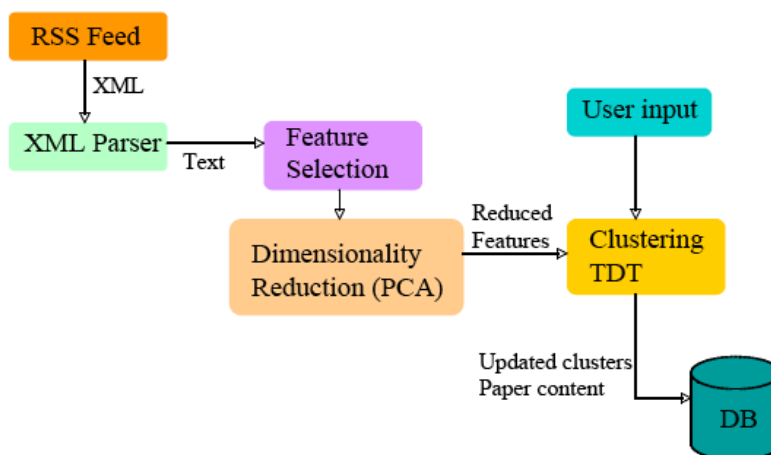 RSS Feed
XML
XML Parser
Text
Feature
Selection
User input
Dimensionality
Reduction (PCA)
Reduced
Features
Clustering
TDT
Updated clusters
Paper content
DB